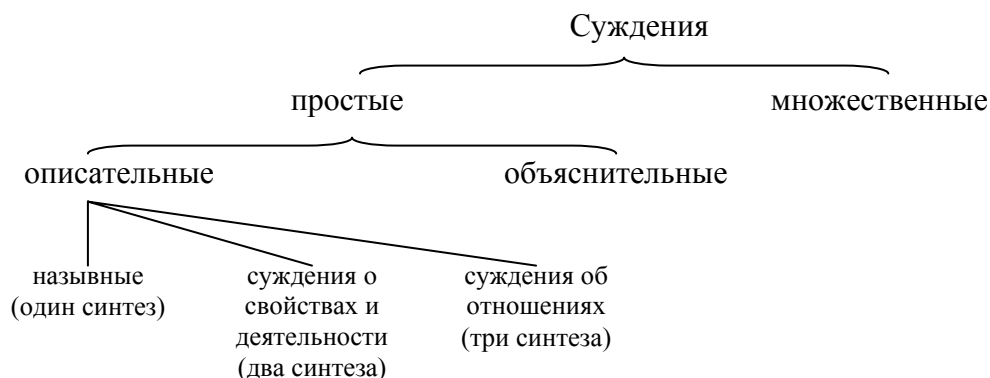 Суждения
простые
множественные
описательные
объяснительные
назывные
(один синтез)
суждения о
свойствах и
деятельности
(два синтеза)
суждения об
отношениях
(три синтеза)